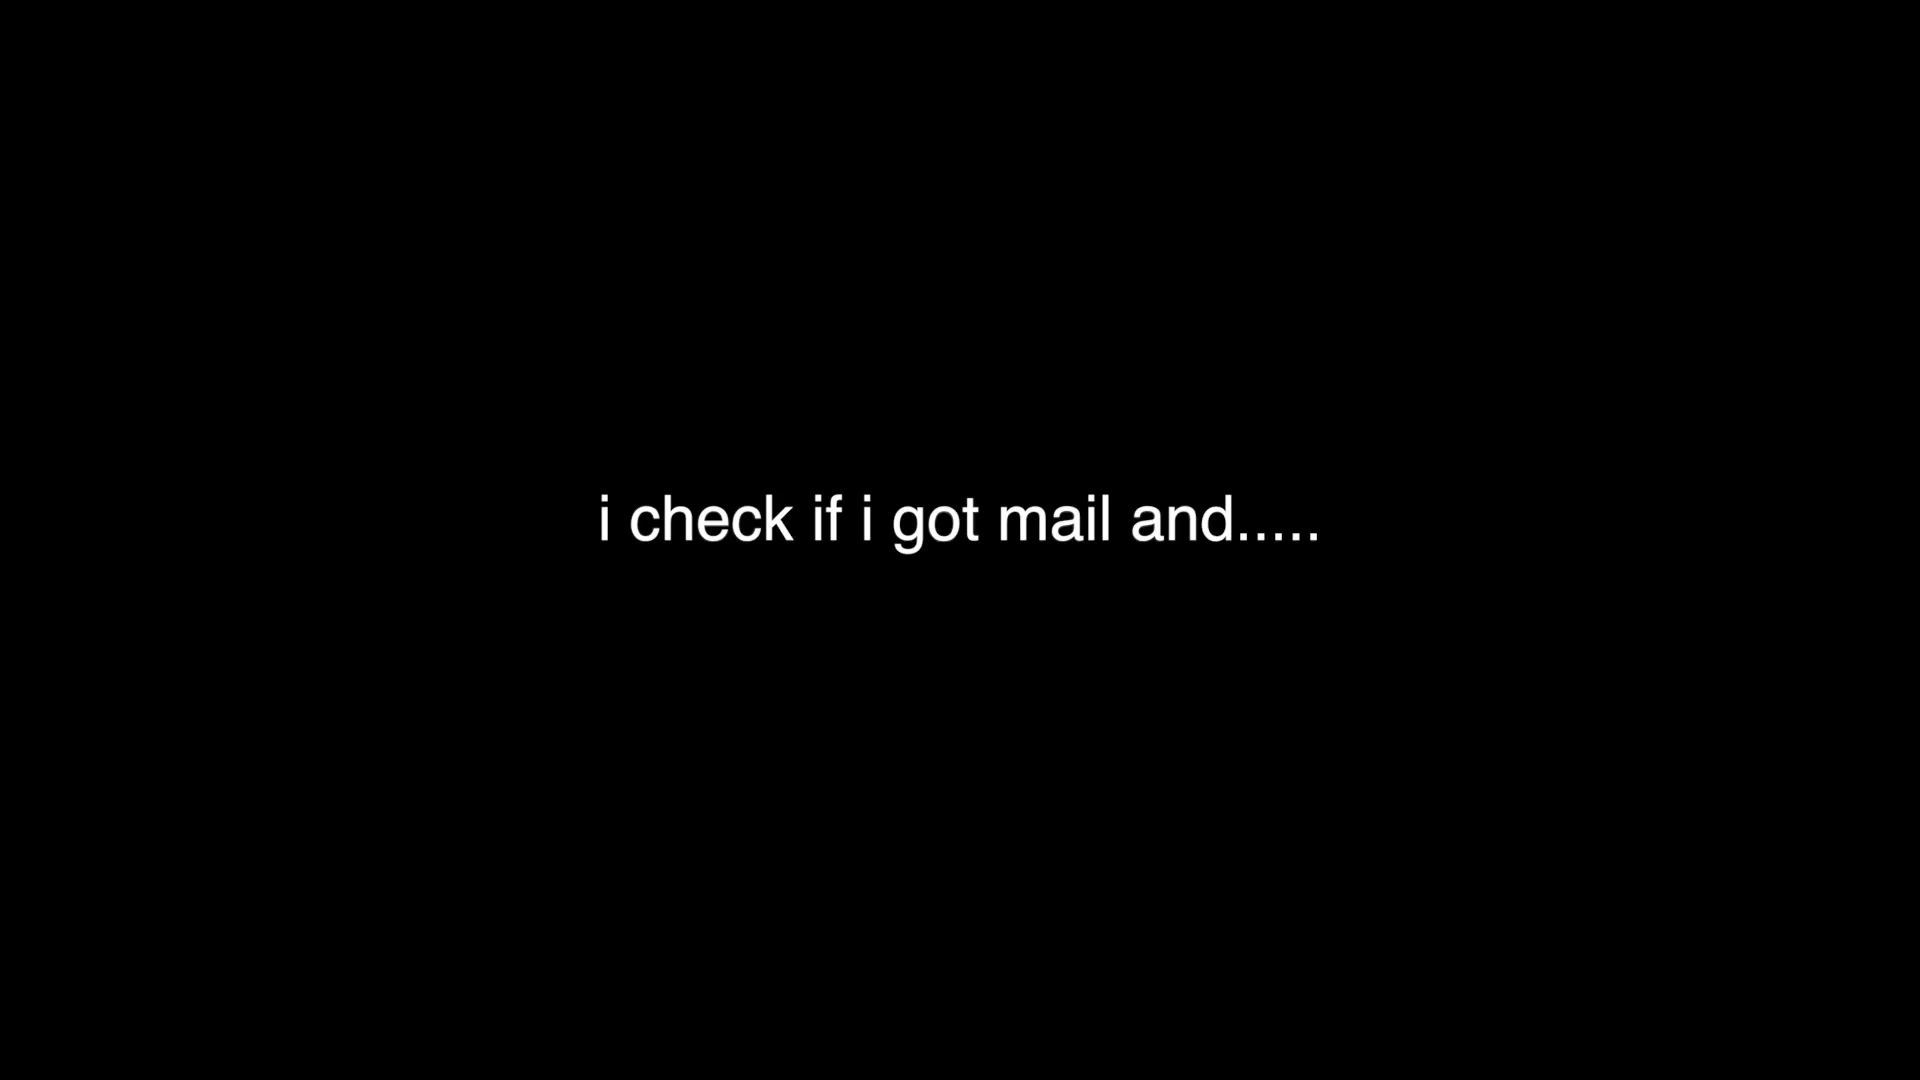 i check if i got mail and.....